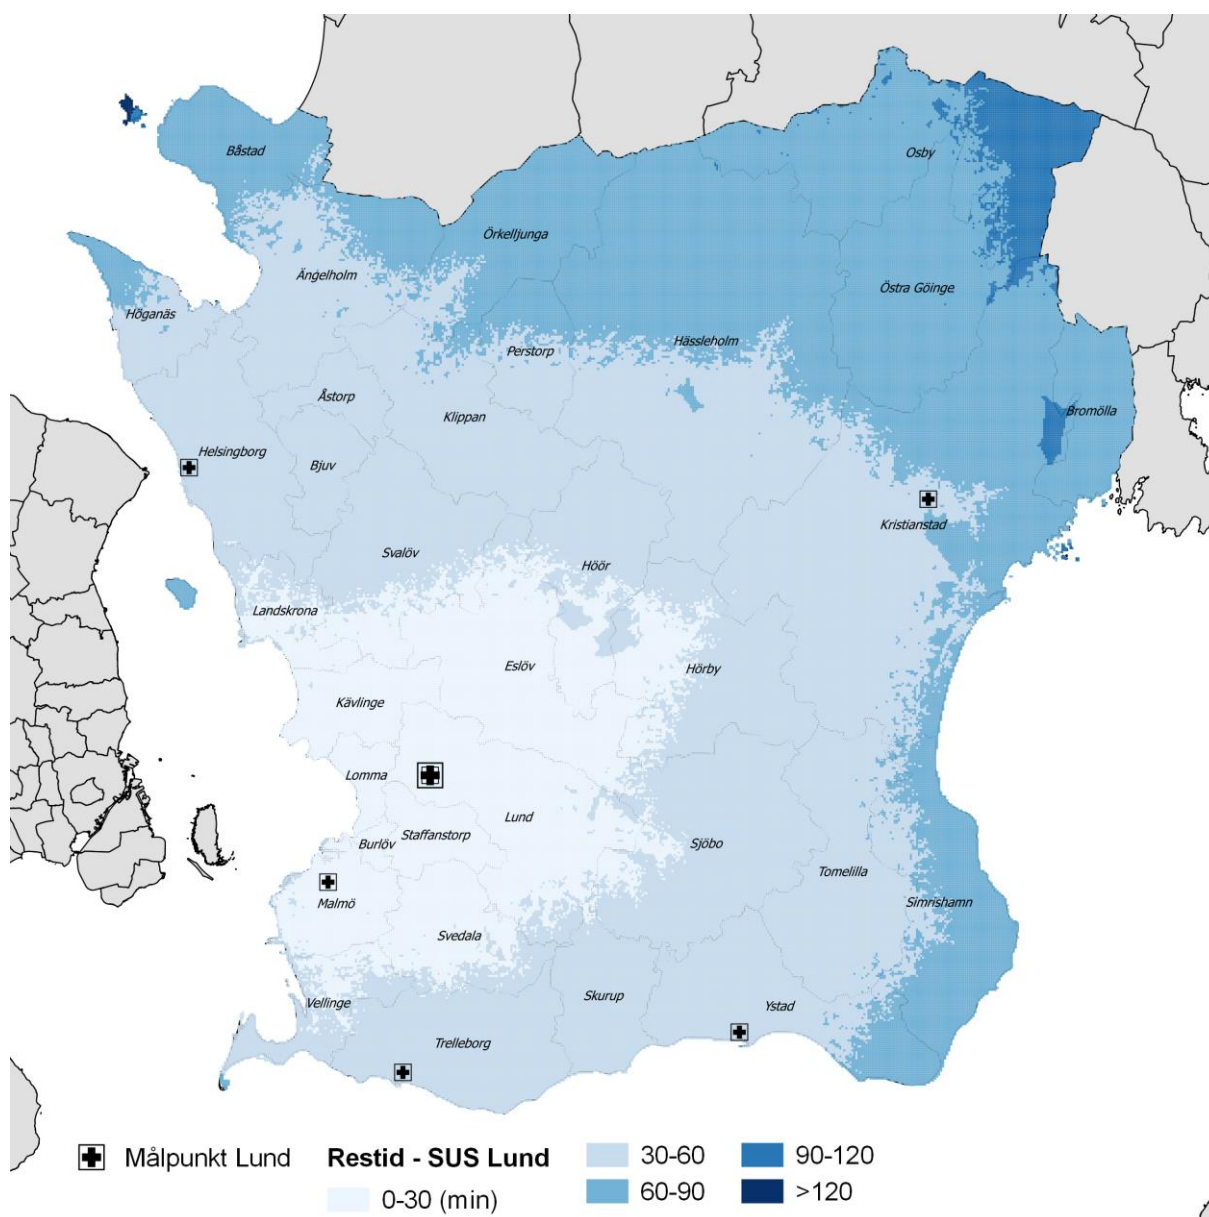 Båstad
Osby
Örkelljunga
Ängelholm
Östra Göinge
Höganäs
Hässleholm
Perstorp
Åstorp
Klippan
Bromölla
Helsingborg
Bjuv
Kristianstad
Svalöv
Höör
Landskrona
Eslöv
Hörby
Kävlinge
Lomma
Lund
Staffanstorp
Burlöv
Sjöbo
Tomelilla
Malmö
Simrishamn
Svedala
Skurup
Vellinge
Ystad
Trelleborg
Målpunkt Lund
Restid - SUS Lund
30-60
90-120
0-30 (min)
60-90
>120